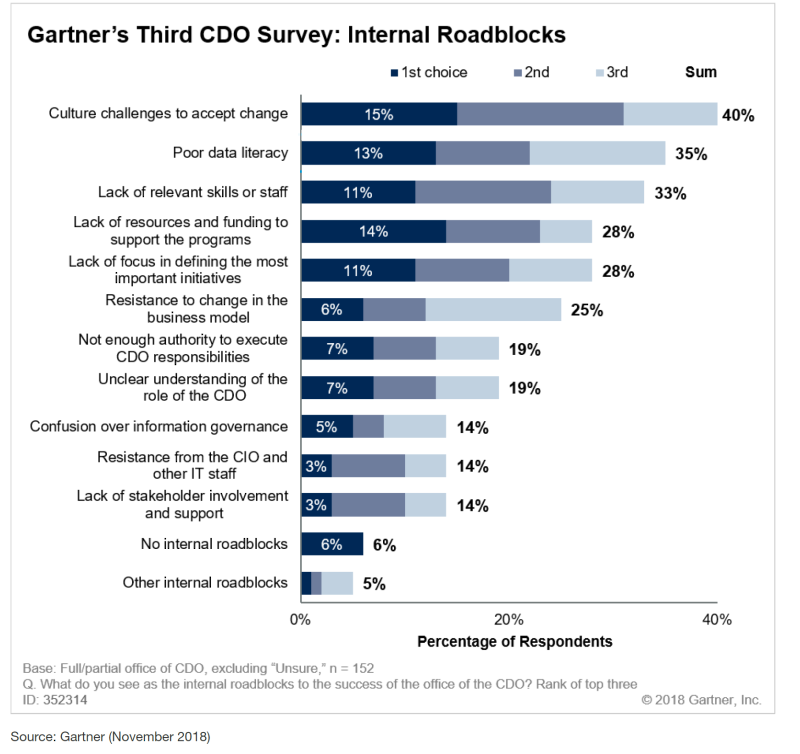 Gartner's Third CDO Survey: Internal Roadblocks
1st choice 2nd 3rd Sum
Culture challenges to accept change 15% 40%
Poor data literacy 13% 35%
Lack of relevant skills or staff 11% 33%
Lack of resources and funding to
support the programs 14% 28%
Lack of focus in defining the most
important initiatives 11% 28%
Resistance to change in the
business model 6% 25%
Not enough authority to execute
CDO responsibilities 7% 19%
Unclear understanding of the
role of the CDO 7% 19%
Confusion over information governance 5% 14%
Resistance from the CIO and
other IT staff 3% 14%
Lack of stakeholder involvement
and support 3% 14%
No internal roadblocks 6% 6%
Other internal roadblocks 5%
0% 20% 40%
Percentage of Respondents
Base: Full/partial office of CDO, excluding "Unsure," n = 152
Q. What do you see as the internal roadblocks to the success of the office of the CDO? Rank of top three
ID: 352314 © 2018 Gartner, Inc.
Source: Gartner (November 2018)